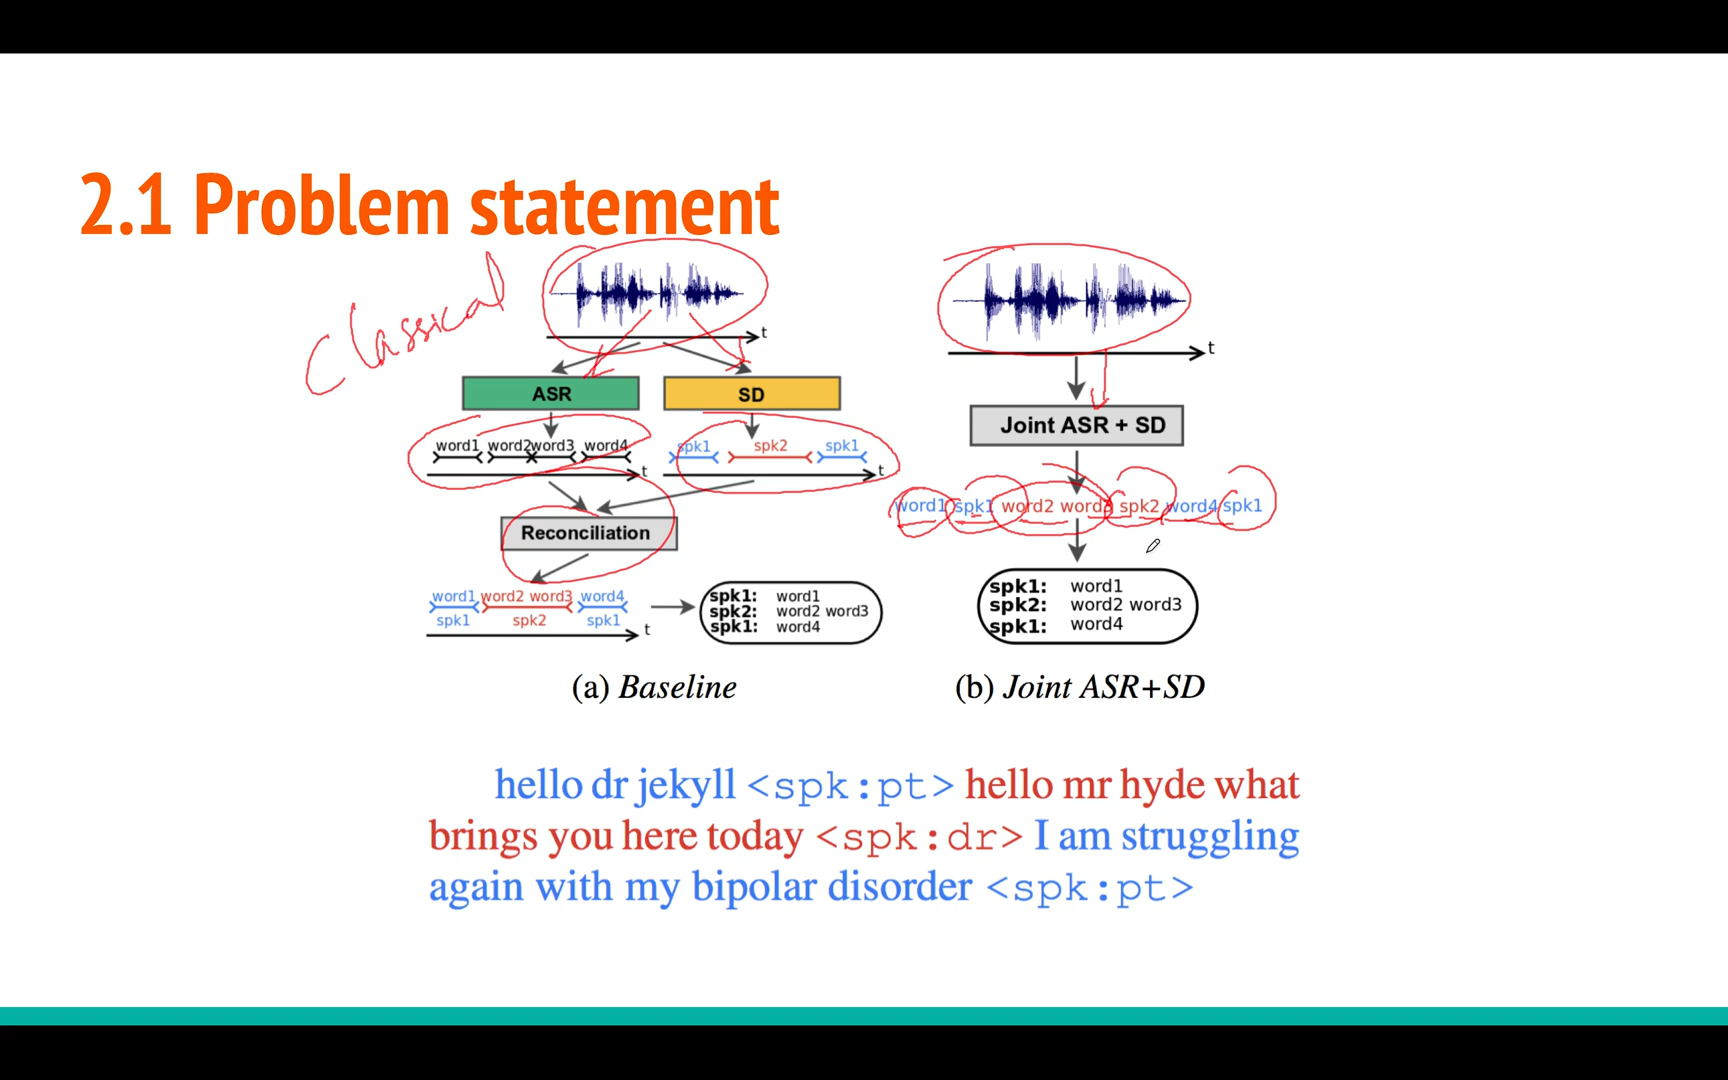 2.1 Problem statement
Classical
t
ASR
SD
word1 word2 word3 word4
t
spk1 spk2 spk1
t
Reconciliation
word1 word2 word3 word4
spk1 spk2 spk1
t
spk1: word1
spk2: word2 word3
spk1: word4
(a) Baseline
t
Joint ASR + SD
word1 spk1 word2 word3 spk2 word4 spk1
spk1: word1
spk2: word2 word3
spk1: word4
(b) Joint ASR+SD
hello dr jekyll <spk:pt> hello mr hyde what
brings you here today <spk:dr> I am struggling
again with my bipolar disorder <spk:pt>